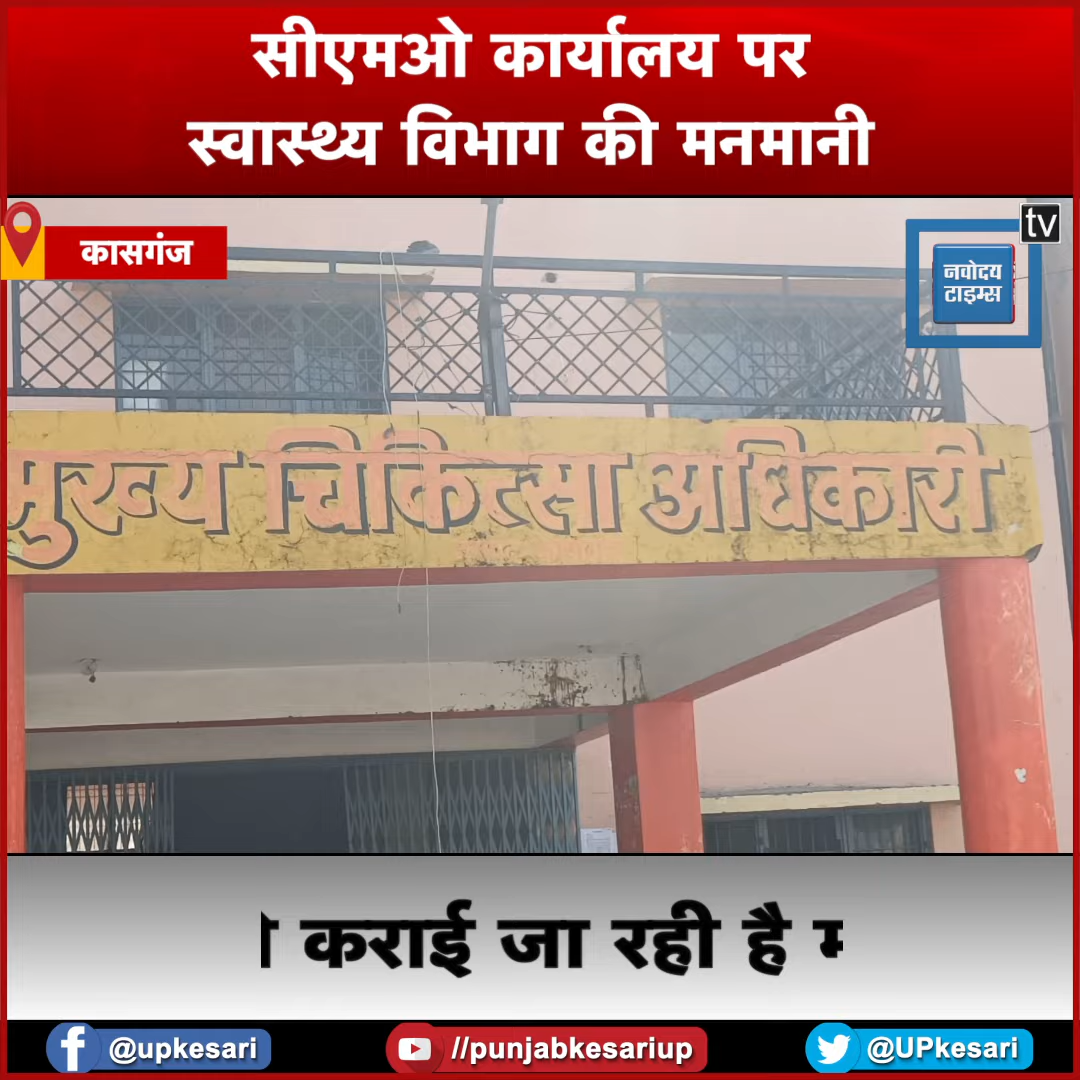 सीएमओ कार्यालय पर
स्वास्थ्य विभाग की मनमानी
कासगंज
tv
नवोदय
टाइम्स
मुख्य चिकित्सा अधिकारी
कराई जा रही है
@upkesari
//punjabkesariup
@UPkesari